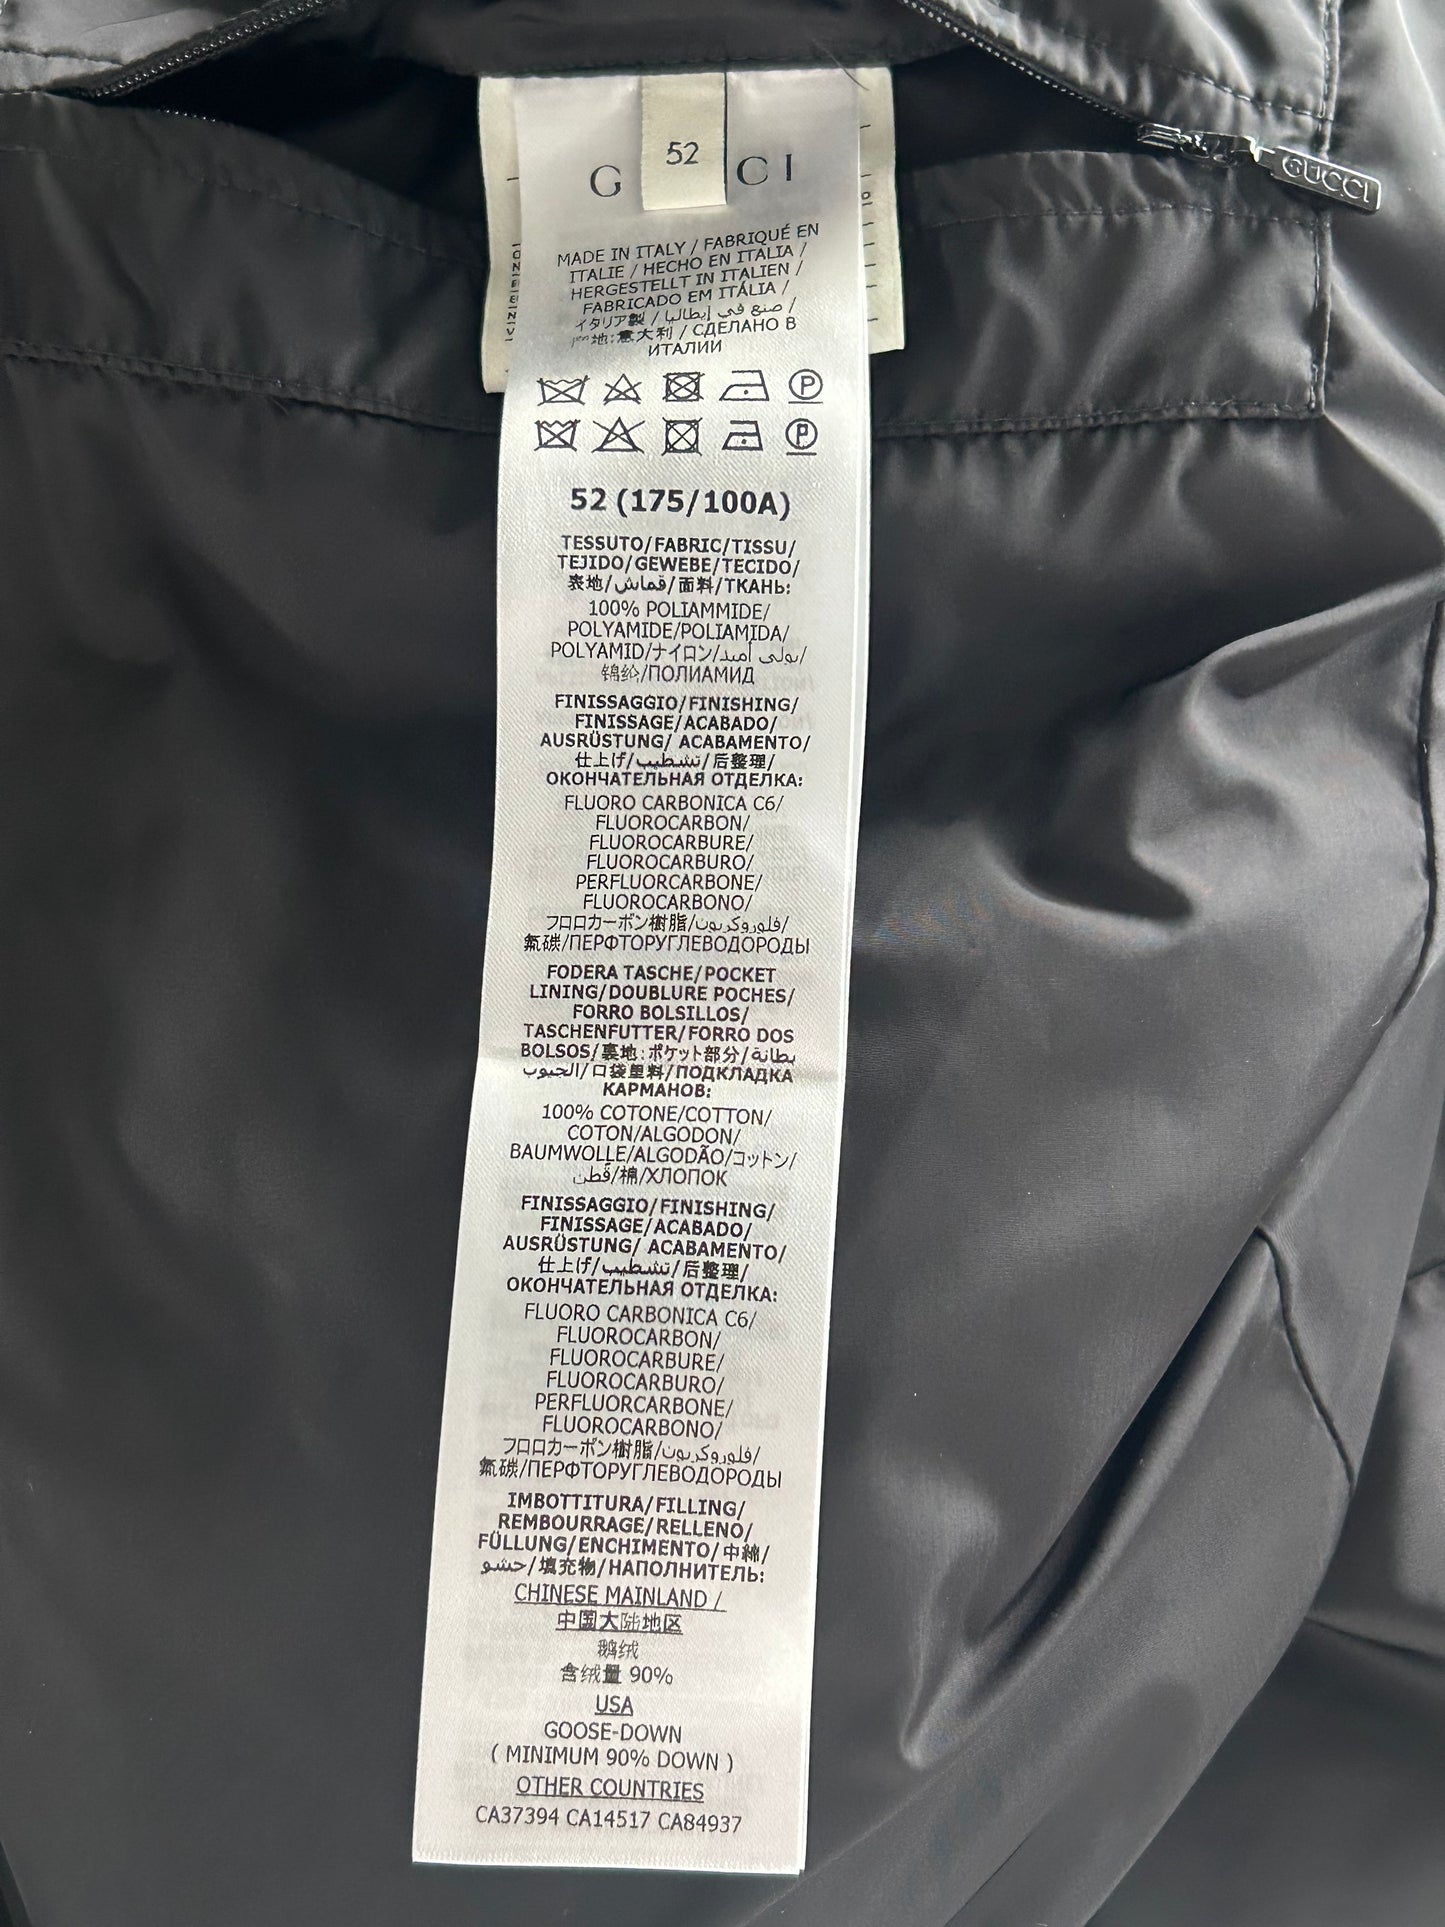 52
G CI
GUCCI
MADE IN ITALY / FABRIQUÉ EN
ITALIE / HECHO EN ITALIA /
HERGESTELLT IN ITALIEN /
FABRICADO EM ITÁLIA /
イタリア製 / صنع في إيطاليا /
地:意大利 / СДЕЛАНО В
ИТАЛИИ
52 (175/100A)
TESSUTO/FABRIC/TISSU/
TEJIDO/GEWEBE/TECIDO/
表地/قماش/面料/ТКАНЬ:
100% POLIAMMIDE/
POLYAMIDE/POLIAMIDA/
POLYAMID/ナイロン/بولي أميد/
锦纶/ПОЛИАМИД
FINISSAGGIO/FINISHING/
FINISSAGE/ACABADO/
AUSRÜSTUNG/ ACABAMENTO/
仕上げ/تشطيب/后整理/
ОКОНЧАТЕЛЬНАЯ ОТДЕЛКА:
FLUORO CARBONICA C6/
FLUOROCARBON/
FLUOROCARBURE/
FLUOROCARBURO/
PERFLUORCARBONE/
FLUOROCARBONO/
フロロカーボン樹脂/فلوروكربون/
氟碳/ПЕРФТОРУГЛЕВОДОРОДЫ
FODERA TASCHE/POCKET
LINING/DOUBLURE POCHES/
FORRO BOLSILLOS/
TASCHENFUTTER/FORRO DOS
BOLSOS/裏地:ポケット部分/بطانة
الجيوب/口袋里料/ПОДКЛАДКА
КАРМАНОВ:
100% COTONE/COTTON/
COTON/ALGODON/
BAUMWOLLE/ALGODÃO/コットン/
قطن/棉/ХЛОПОК
FINISSAGGIO/FINISHING/
FINISSAGE/ACABADO/
AUSRÜSTUNG/ ACABAMENTO/
仕上げ/تشطيب/后整理/
ОКОНЧАТЕЛЬНАЯ ОТДЕЛКА:
FLUORO CARBONICA C6/
FLUOROCARBON/
FLUOROCARBURE/
FLUOROCARBURO/
PERFLUORCARBONE/
FLUOROCARBONO/
フロロカーボン樹脂/فلوروكربون/
氟碳/ПЕРФТОРУГЛЕВОДОРОДЫ
IMBOTTITURA/FILLING/
REMBOURRAGE/RELLENO/
FÜLLUNG/ENCHIMENTO/中綿/
حشو/填充物/НАПОЛНИТЕЛЬ:
CHINESE MAINLAND /
中国大陆地区
鹅绒
含绒量 90%
USA
GOOSE-DOWN
( MINIMUM 90% DOWN )
OTHER COUNTRIES
CA37394 CA14517 CA84937